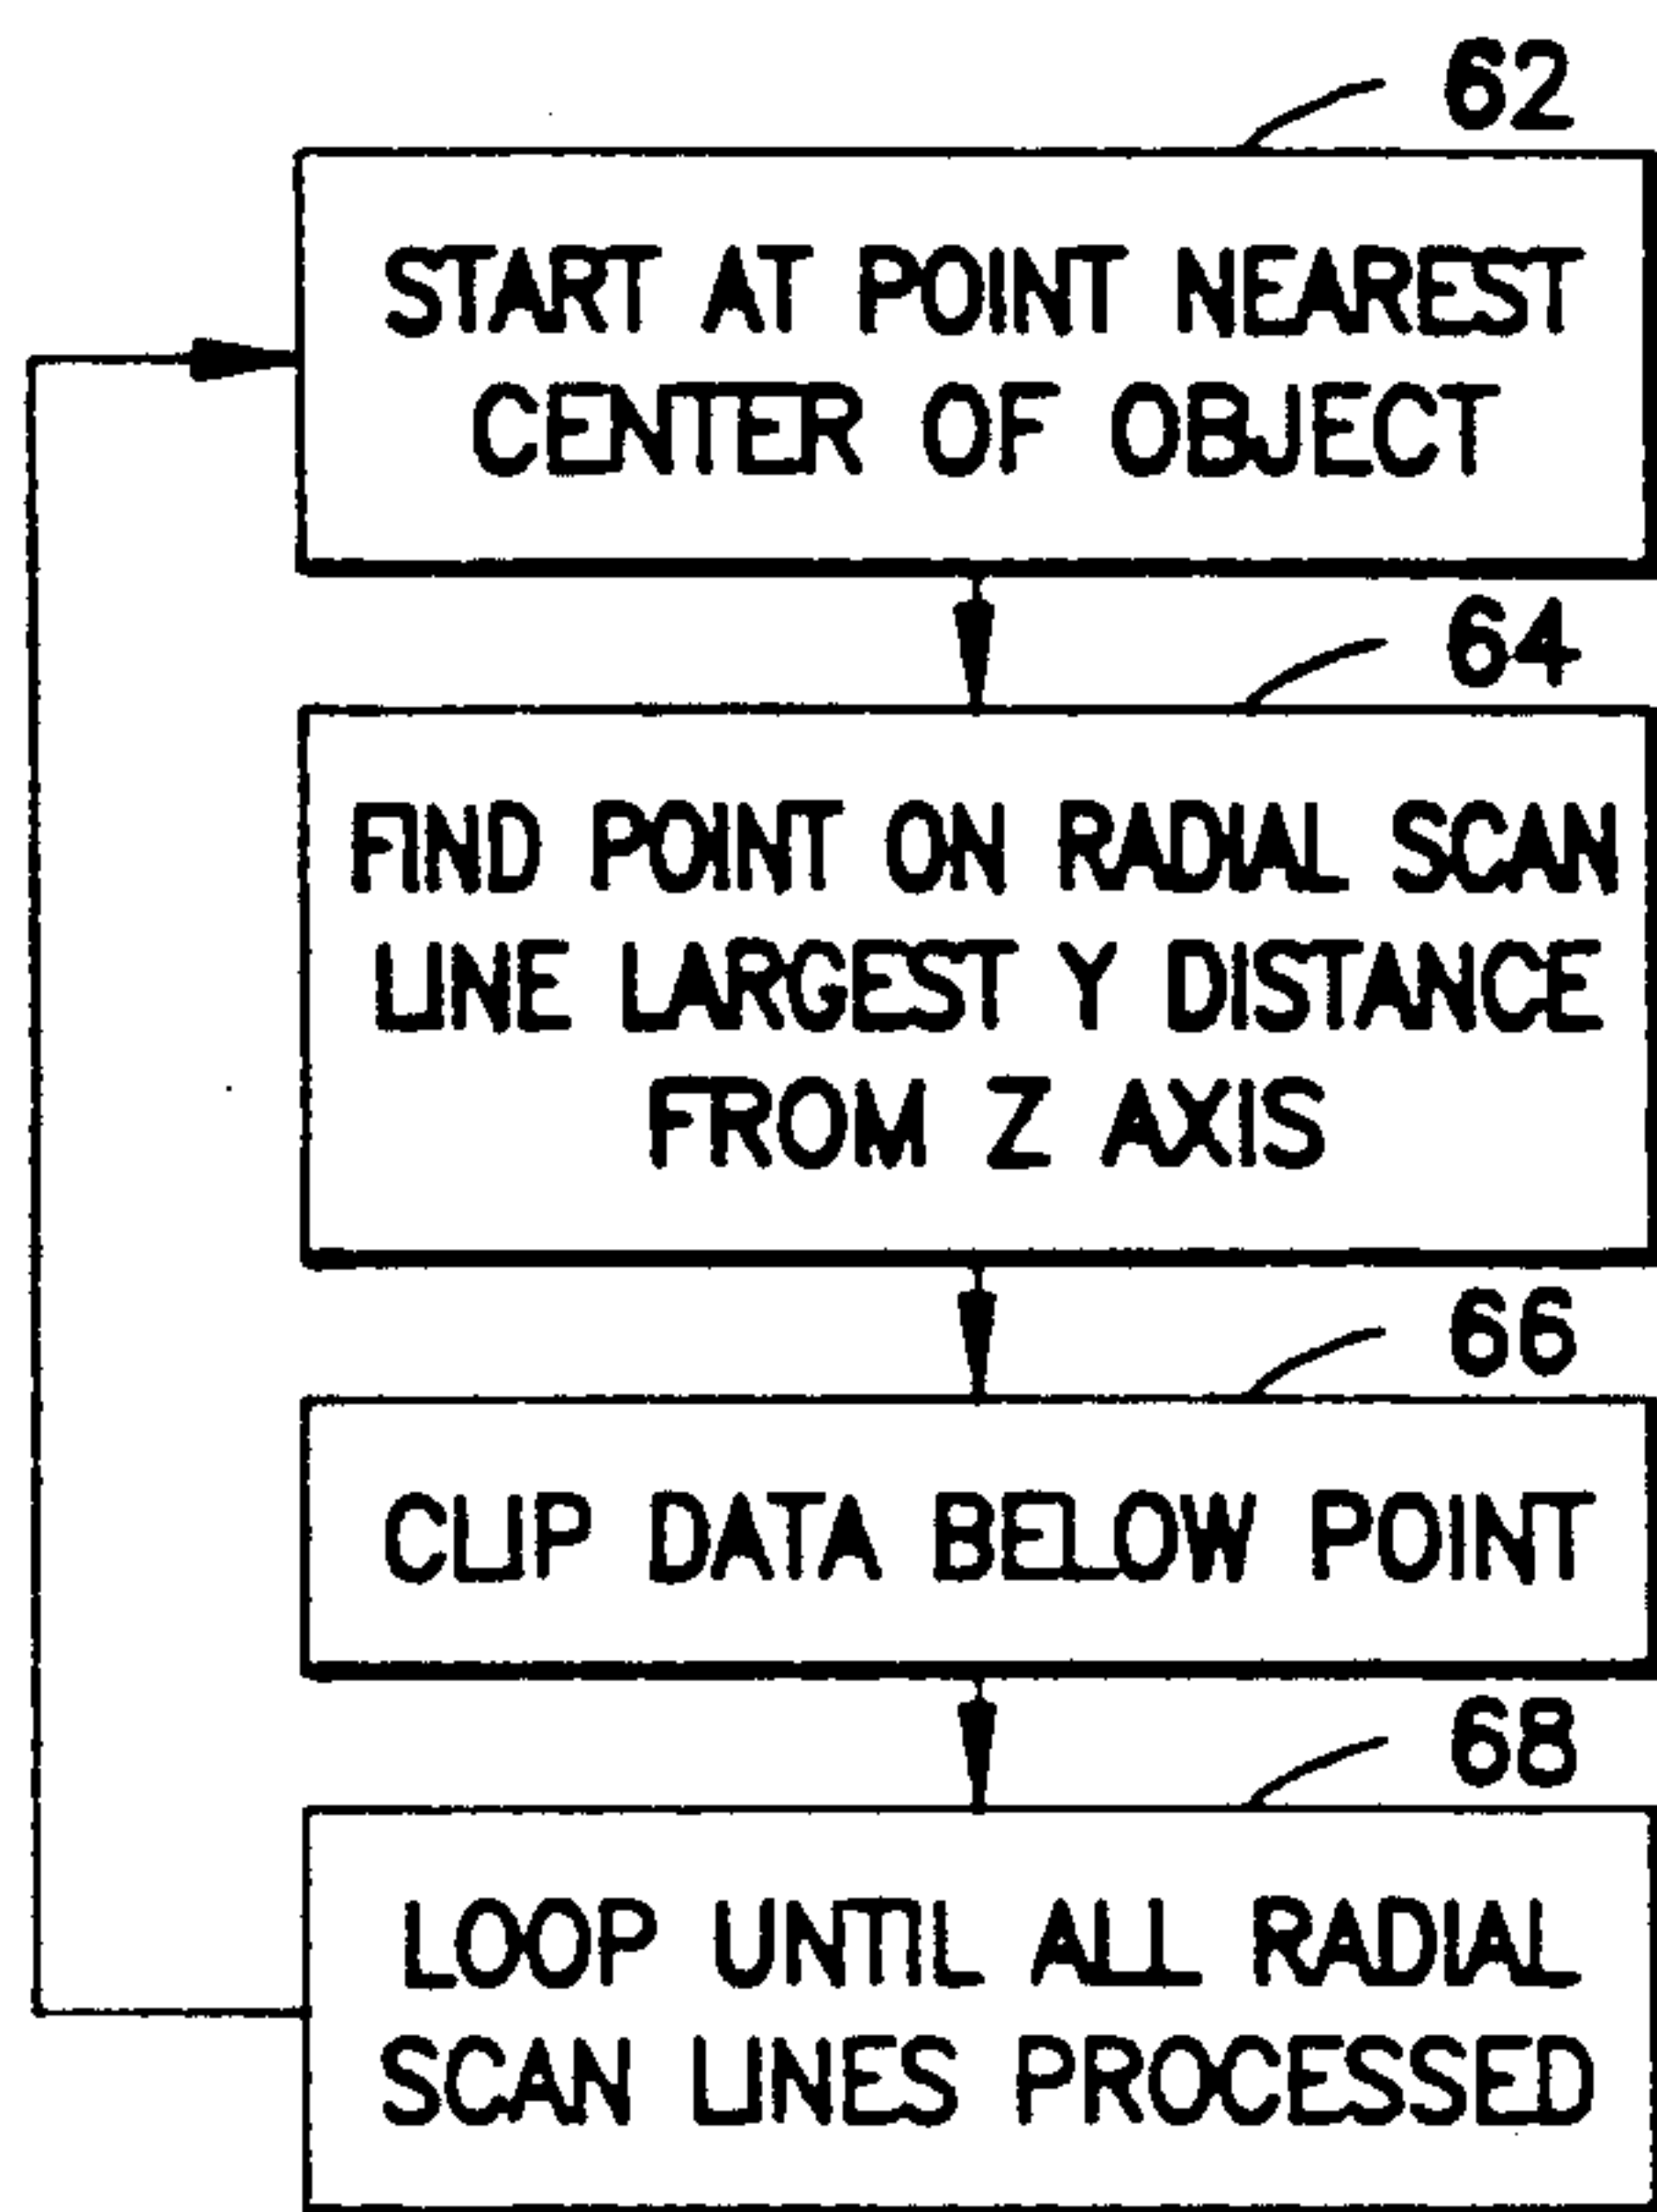 62
START AT POINT NEAREST
CENTER OF OBJECT
64
FIND POINT ON RADIAL SCAN
LINE LARGEST Y DISTANCE
FROM Z AXIS
66
CLIP DATA BELOW POINT
68
LOOP UNTIL ALL RADIAL
SCAN LINES PROCESSED